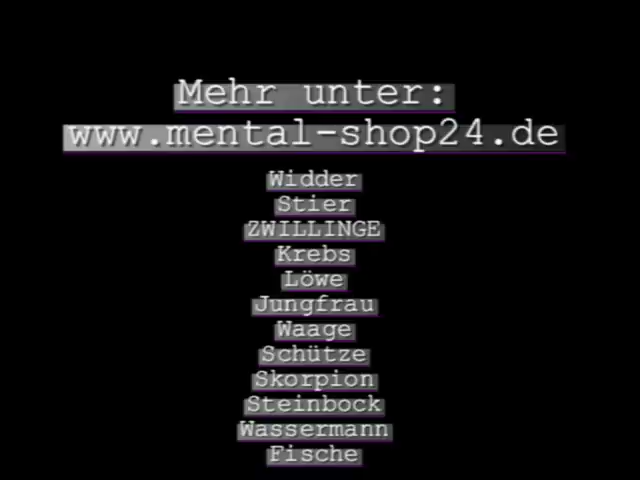 Mehr unter:
www.mental-shop24.de
Widder
Stier
ZWILLINGE
Krebs
Löwe
Jungfrau
Waage
Schütze
Skorpion
Steinbock
Wassermann
Fische